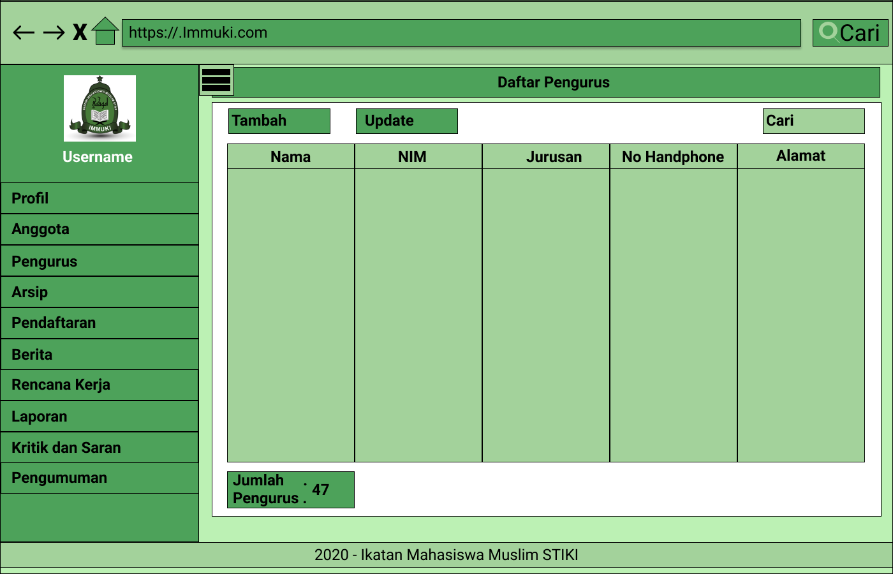 X https://.Immuki.com Cari
IMMUKI
Username
Profil
Anggota
Pengurus
Arsip
Pendaftaran
Berita
Rencana Kerja
Laporan
Kritik dan Saran
Pengumuman
Daftar Pengurus
Tambah Update Cari
Nama NIM Jurusan No Handphone Alamat
Jumlah
Pengurus : 47
2020 - Ikatan Mahasiswa Muslim STIKI